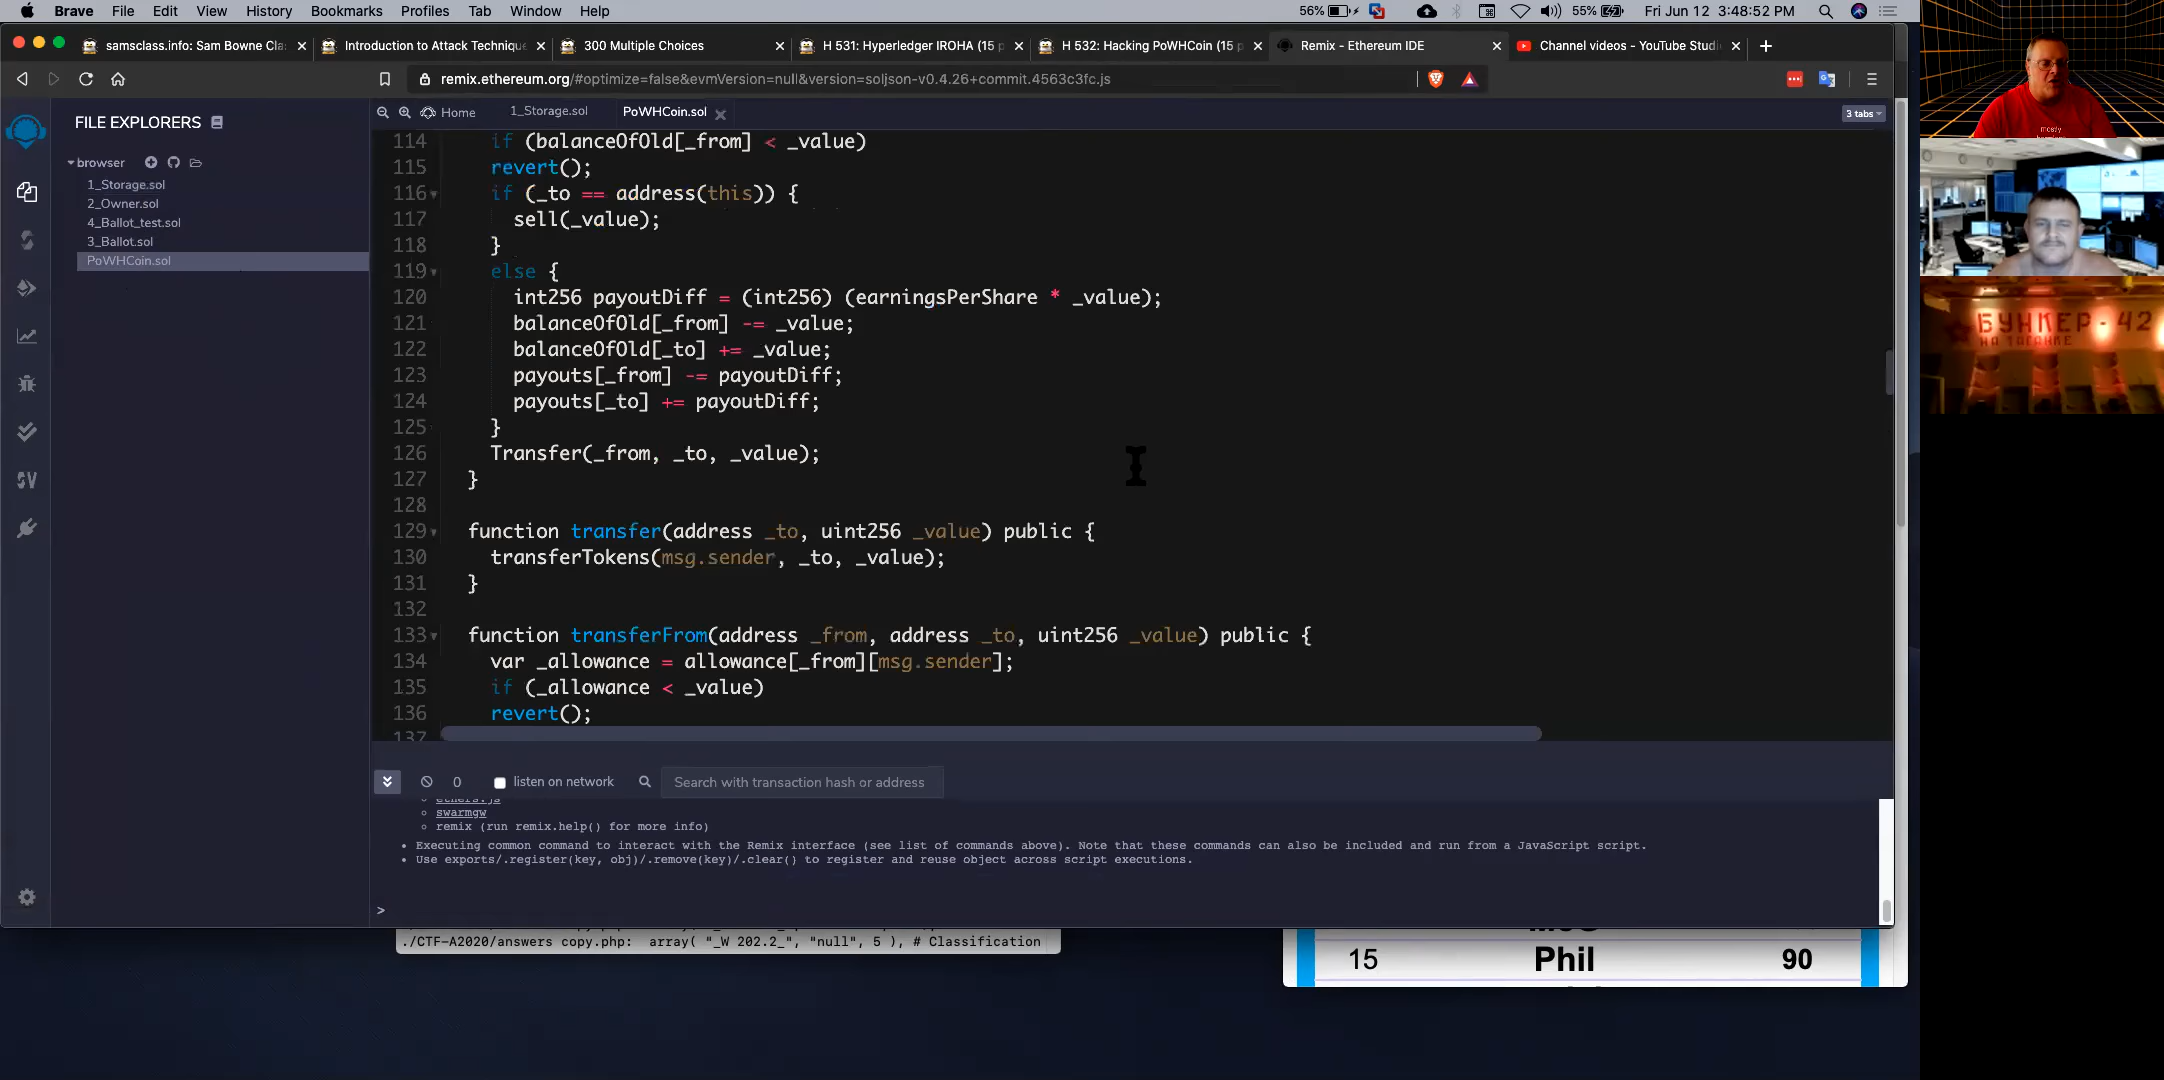 Brave File Edit View History Bookmarks Profiles Tab Window Help 56% 55% Fri Jun 12 3:48:52 PM
samsclass.info: Sam Bowne Cla Introduction to Attack Technique 300 Multiple Choices H 531: Hyperledger IROHA (15 p H 532: Hacking PoWHCoin (15 p Remix - Ethereum IDE Channel videos - YouTube Studi
remix.ethereum.org/#optimize=false&evmVersion=null&version=soljson-v0.4.26+commit.4563c3fc.js
FILE EXPLORERS
Home 1_Storage.sol PoWHCoin.sol 3 tabs
browser
1_Storage.sol
2_Owner.sol
4_Ballot_test.sol
3_Ballot.sol
PoWHCoin.sol
114 if (balanceOfOld[_from] < _value)
115 revert();
116 if (_to == address(this)) {
117 sell(_value);
118 }
119 else {
120 int256 payoutDiff = (int256) (earningsPerShare * _value);
121 balanceOfOld[_from] -= _value;
122 balanceOfOld[_to] += _value;
123 payouts[_from] -= payoutDiff;
124 payouts[_to] += payoutDiff;
125 }
126 Transfer(_from, _to, _value);
127 }
128
129 function transfer(address _to, uint256 _value) public {
130 transferTokens(msg.sender, _to, _value);
131 }
132
133 function transferFrom(address _from, address _to, uint256 _value) public {
134 var _allowance = allowance[_from][msg.sender];
135 if (_allowance < _value)
136 revert();
137
0 listen on network Search with transaction hash or address
ethers.js
swarmgw
remix (run remix.help() for more info)
Executing common command to interact with the Remix interface (see list of commands above). Note that these commands can also be included and run from a JavaScript script.
Use exports/.register(key, obj)/.remove(key)/.clear() to register and reuse object across script executions.
>
./CTF-A2020/answers copy.php: array( "_W 202.2_", "null", 5 ), # Classification
15 Phil 90
mostly
БУНКЕР-42
НА ТАГАНКЕ